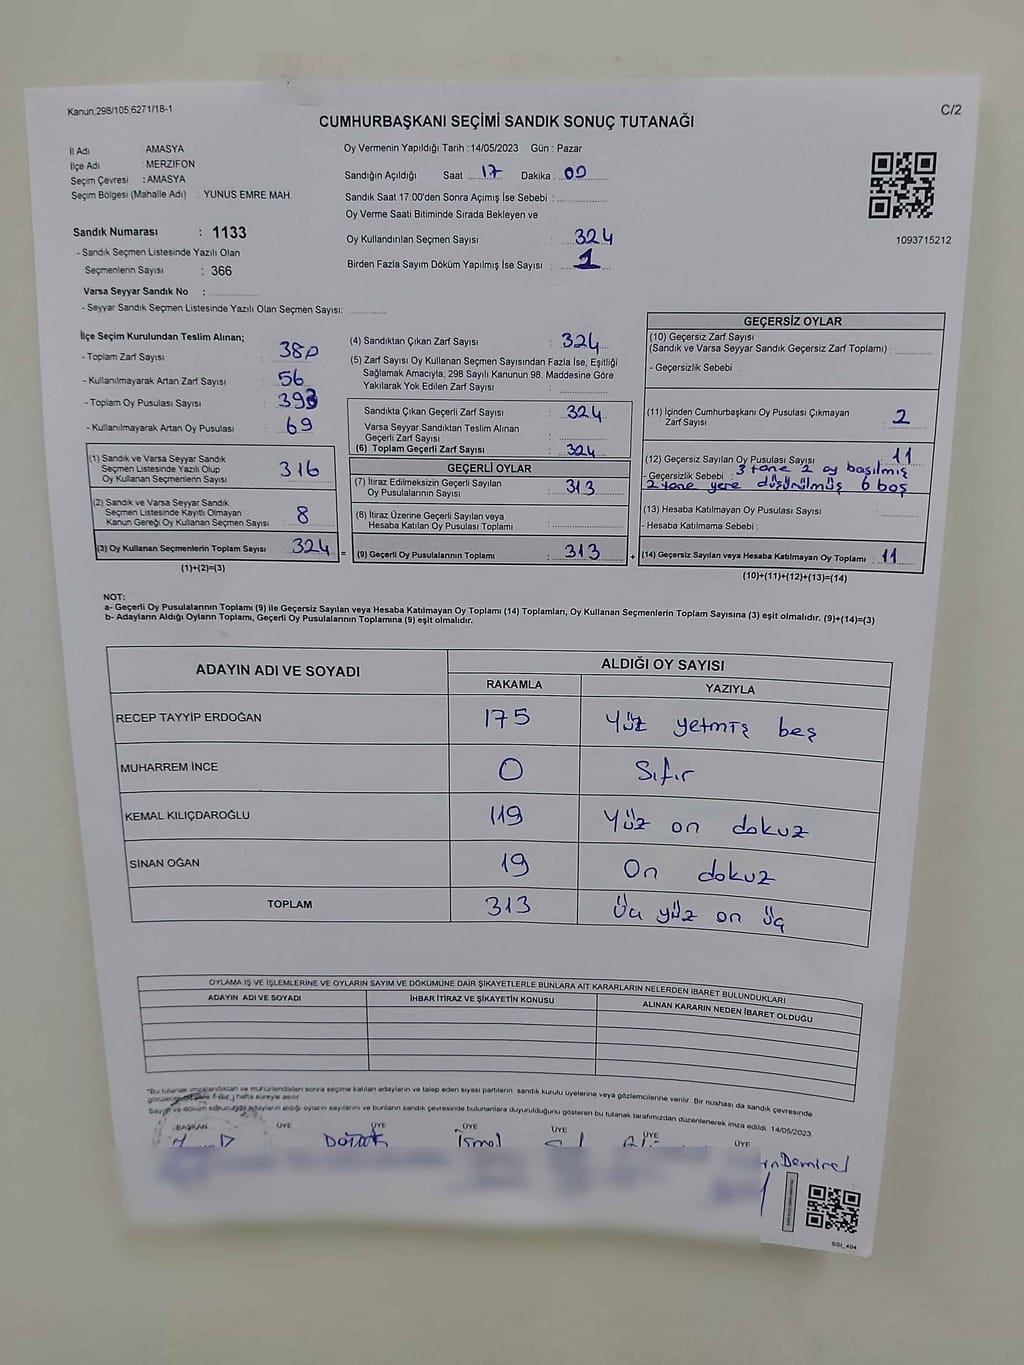 Kanun;298/105;6271/18-1
C/2
CUMHURBAŞKANI SEÇİMİ SANDIK SONUÇ TUTANAĞI
İl Adı : AMASYA
İlçe Adı : MERZİFON
Seçim Çevresi : AMASYA
Seçim Bölgesi (Mahalle Adı) : YUNUS EMRE MAH.
Sandık Numarası : 1133
- Sandık Seçmen Listesinde Yazılı Olan
Seçmenlerin Sayısı : 366
Varsa Seyyar Sandık No :
- Seyyar Sandık Seçmen Listesinde Yazılı Olan Seçmen Sayısı:
Oy Vermenin Yapıldığı Tarih :14/05/2023 Gün : Pazar
Sandığın Açıldığı Saat : 17 Dakika : 00
Sandık Saat 17:00'den Sonra Açımış İse Sebebi :
Oy Verme Saati Bitiminde Sırada Bekleyen ve
Oy Kullandırılan Seçmen Sayısı : 324
Birden Fazla Sayım Döküm Yapılmış İse Sayısı : 1
1093715212
İlçe Seçim Kurulundan Teslim Alınan;
- Toplam Zarf Sayısı : 380
- Kullanılmayarak Artan Zarf Sayısı : 56
- Toplam Oy Pusulası Sayısı : 393
- Kullanılmayarak Artan Oy Pusulası : 69
(1) Sandık ve Varsa Seyyar Sandık
Seçmen Listesinde Yazılı Olup
Oy Kullanan Seçmenlerin Sayısı : 316
(2) Sandık ve Varsa Seyyar Sandık
Seçmen Listesinde Kayıtlı Olmayan
Kanun Gereği Oy Kullanan Seçmen Sayısı : 8
(3) Oy Kullanan Seçmenlerin Toplam Sayısı : 324 =
(1)+(2)=(3)
(4) Sandıktan Çıkan Zarf Sayısı : 324
(5) Zarf Sayısı Oy Kullanan Seçmen Sayısından Fazla İse, Eşitliği
Sağlamak Amacıyla; 298 Sayılı Kanunun 98. Maddesine Göre
Yakılarak Yok Edilen Zarf Sayısı :
Sandıkta Çıkan Geçerli Zarf Sayısı : 324
Varsa Seyyar Sandıktan Teslim Alınan
Geçerli Zarf Sayısı :
(6) Toplam Geçerli Zarf Sayısı : 324
GEÇERLİ OYLAR
(7) İtiraz Edilmeksizin Geçerli Sayılan
Oy Pusulalarının Sayısı : 313
(8) İtiraz Üzerine Geçerli Sayılan veya
Hesaba Katılan Oy Pusulası Toplamı :
(9) Geçerli Oy Pusulalarının Toplamı : 313 +
GEÇERSİZ OYLAR
(10) Geçersiz Zarf Sayısı
(Sandık ve Varsa Seyyar Sandık Geçersiz Zarf Toplamı) :
- Geçersizlik Sebebi :
(11) İçinden Cumhurbaşkanı Oy Pusulası Çıkmayan
Zarf Sayısı : 2
(12) Geçersiz Sayılan Oy Pusulası Sayısı : 11
- Geçersizlik Sebebi : 3 tane 2 oy basılmış
2 tane yere düşürülmüş 6 boş
(13) Hesaba Katılmayan Oy Pusulası Sayısı :
- Hesaba Katılmama Sebebi :
(14) Geçersiz Sayılan veya Hesaba Katılmayan Oy Toplamı : 11
(10)+(11)+(12)+(13)=(14)
NOT:
a- Geçerli Oy Pusulalarının Toplamı (9) ile Geçersiz Sayılan veya Hesaba Katılmayan Oy Toplamı (14) Toplamları, Oy Kullanan Seçmenlerin Toplam Sayısına (3) eşit olmalıdır. (9)+(14)=(3)
b- Adayların Aldığı Oyların Toplamı, Geçerli Oy Pusulalarının Toplamına (9) eşit olmalıdır.
ADAYIN ADI VE SOYADI ALDIĞI OY SAYISI
RAKAMLA YAZIYLA
RECEP TAYYİP ERDOĞAN 175 Yüz yetmiş beş
MUHARREM İNCE 0 Sıfır
KEMAL KILIÇDAROĞLU 119 Yüz on dokuz
SİNAN OĞAN 19 On dokuz
TOPLAM 313 Üç yüz on üç
OYLAMA İŞ VE İŞLEMLERİNE VE OYLARIN SAYIM VE DÖKÜMÜNE DAİR ŞİKAYETLERLE BUNLARA AİT KARARLARIN NELERDEN İBARET BULUNDUKLARI
ADAYIN ADI VE SOYADI İHBAR İTİRAZ VE ŞİKAYETİN KONUSU ALINAN KARARIN NEDEN İBARET OLDUĞU
*Bu tutanak imzalandıktan ve mühürlendikten sonra seçime katılan adayların ve talep eden siyasi partilerin sandık kurulu üyelerine veya gözlemcilerine verilir. Bir nüshası da sandık çevresinde
hafta süreyle asılır.
Sayım ve döküm sonucunda adayların aldığı oyların sayılarını ve bunların sandık çevresinde bulunanlara duyurulduğunu gösteren bu tutanak tarafımızdan düzenlenerek imza edildi. 14/05/2023
BAŞKAN ÜYE ÜYE ÜYE ÜYE ÜYE ÜYE
Demirel
SSI_404